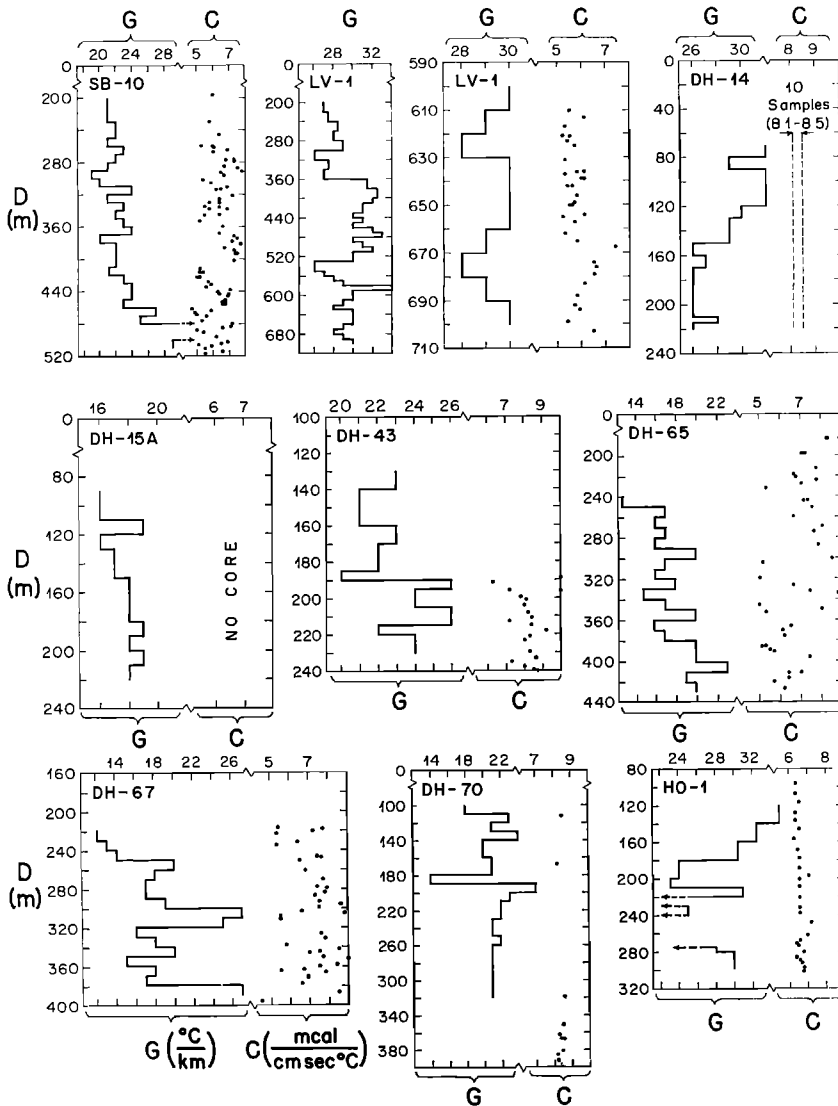 G C G G C G C
20 24 28 5 7
28 32
28 30 5 7
26 30 8 9
SB-10
LV-1
LV-1
DH-14
0
200
280
360
440
520
D
(m)
0
200
280
360
440
520
600
680
590
610
630
650
670
690
710
0
80
120
160
200
240
10
Samples
(8.1-8.5)
16 20 6 7
20 22 24 26 7 9
14 18 22 5 7 9
DH-15A
DH-43
DH-65
0
80
120
160
200
240
D
(m)
NO CORE
100
120
140
160
180
200
220
240
0
200
240
280
320
360
400
440
G C
G C
G C
14 18 22 26 5 7 9
14 18 22 7 9
24 28 32 6 8
DH-67
DH-70
HO-1
160
200
240
280
320
360
400
D
(m)
0
100
140
180
220
260
300
340
380
80
120
160
200
240
280
320
G (°C/km) C (mcal/cm sec°C)
G C
G C